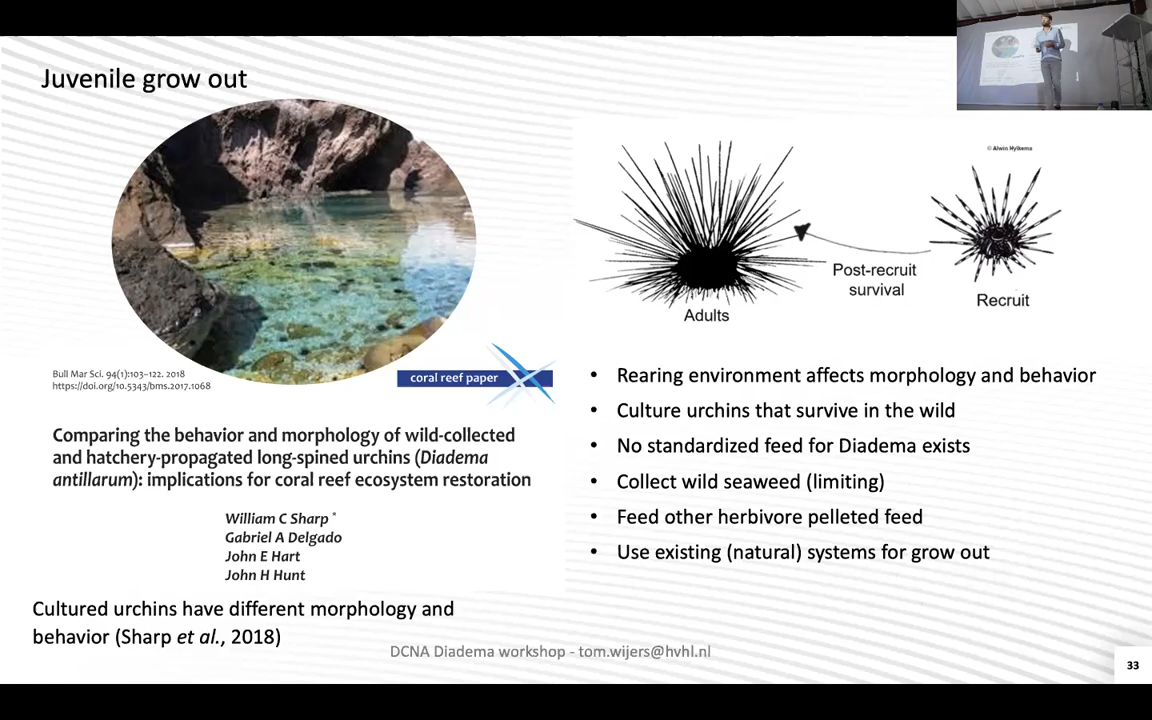 Juvenile grow out
Bull Mar Sci. 94(1):103–122. 2018
https://doi.org/10.5343/bms.2017.1068
coral reef paper
Comparing the behavior and morphology of wild-collected
and hatchery-propagated long-spined urchins (Diadema
antillarum): implications for coral reef ecosystem restoration
William C Sharp *
Gabriel A Delgado
John E Hart
John H Hunt
Cultured urchins have different morphology and
behavior (Sharp et al., 2018)
© Alwin Hylkema
Adults
Post-recruit
survival
Recruit
• Rearing environment affects morphology and behavior
• Culture urchins that survive in the wild
• No standardized feed for Diadema exists
• Collect wild seaweed (limiting)
• Feed other herbivore pelleted feed
• Use existing (natural) systems for grow out
DCNA Diadema workshop - tom.wijers@hvhl.nl
33